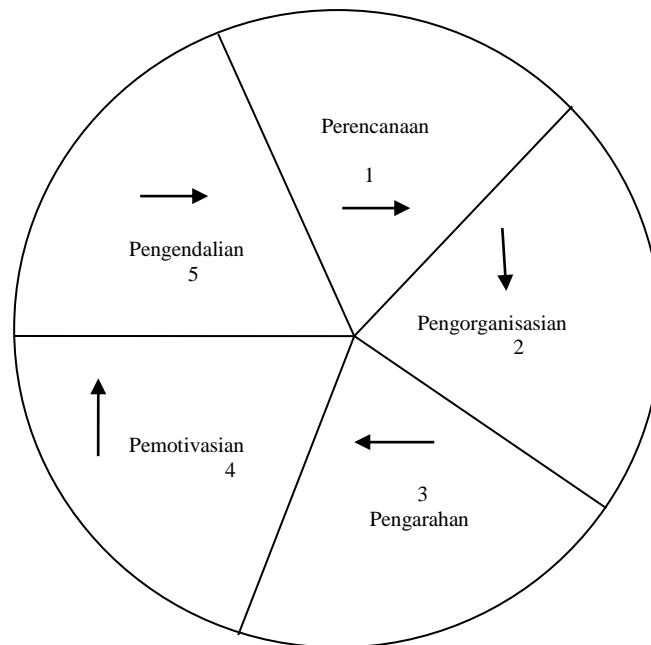 Perencanaan
1
Pengorganisasian
2
3
Pengarahan
Pemotivasian
4
Pengendalian
5